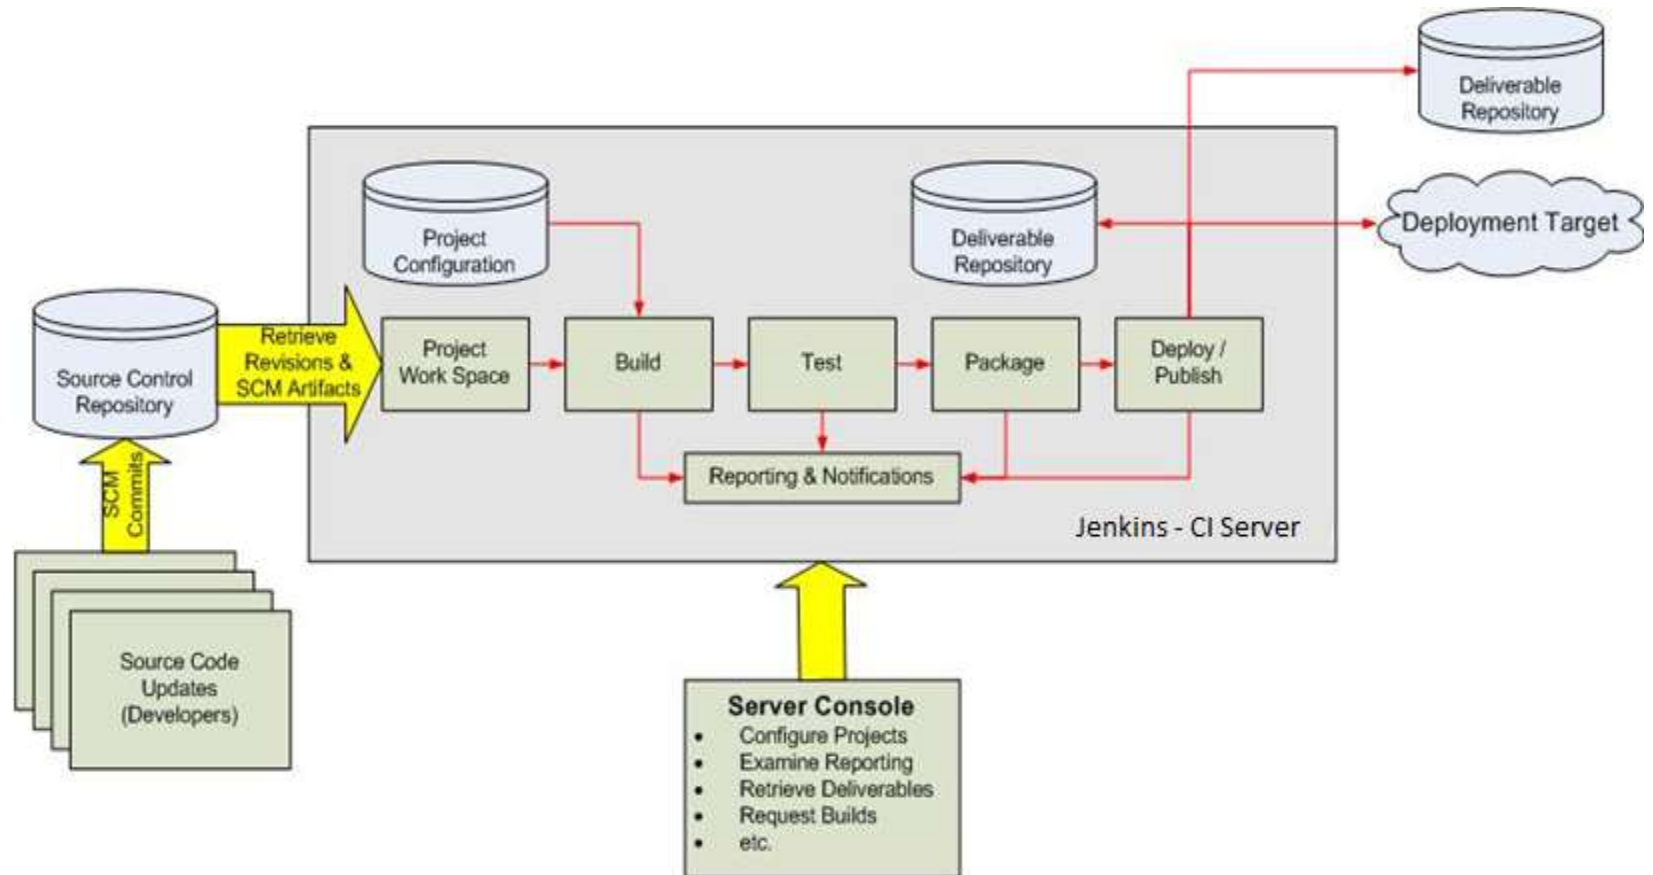 Deliverable
Repository
Project
Configuration
Deliverable
Repository
Deployment Target
Source Control
Repository
Retrieve
Revisions &
SCM Artifacts
Project
Work Space
Build
Test
Package
Deploy /
Publish
Reporting & Notifications
Jenkins - CI Server
SCM
Commits
Source Code
Updates
(Developers)
Server Console
• Configure Projects
• Examine Reporting
• Retrieve Deliverables
• Request Builds
• etc.